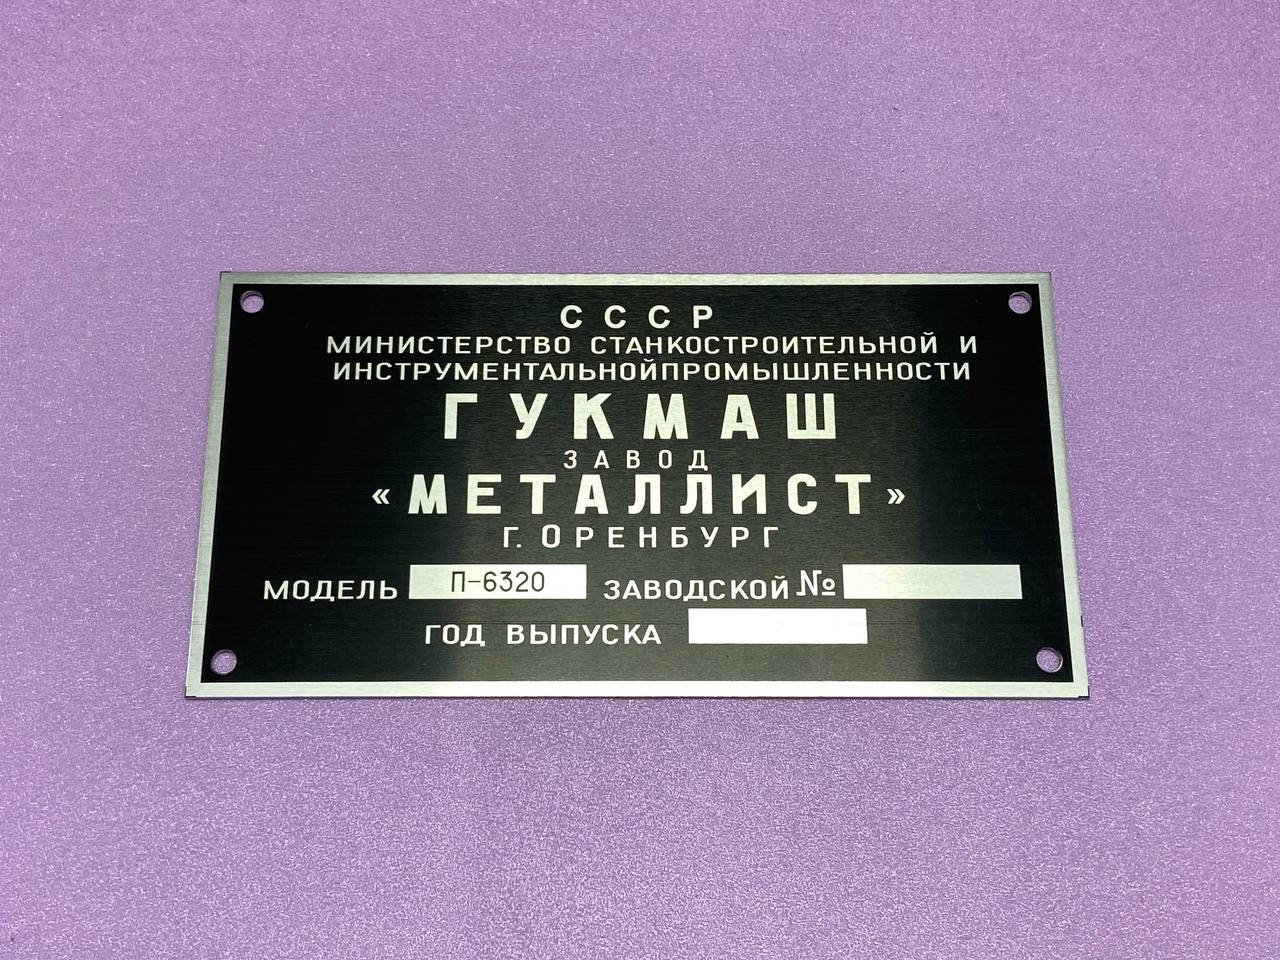 СССР
МИНИСТЕРСТВО СТАНКОСТРОИТЕЛЬНОЙ И
ИНСТРУМЕНТАЛЬНОЙПРОМЫШЛЕННОСТИ
ГУКМАШ
ЗАВОД
«МЕТАЛЛИСТ»
Г. ОРЕНБУРГ
МОДЕЛЬ П-6320 ЗАВОДСКОЙ №
ГОД ВЫПУСКА